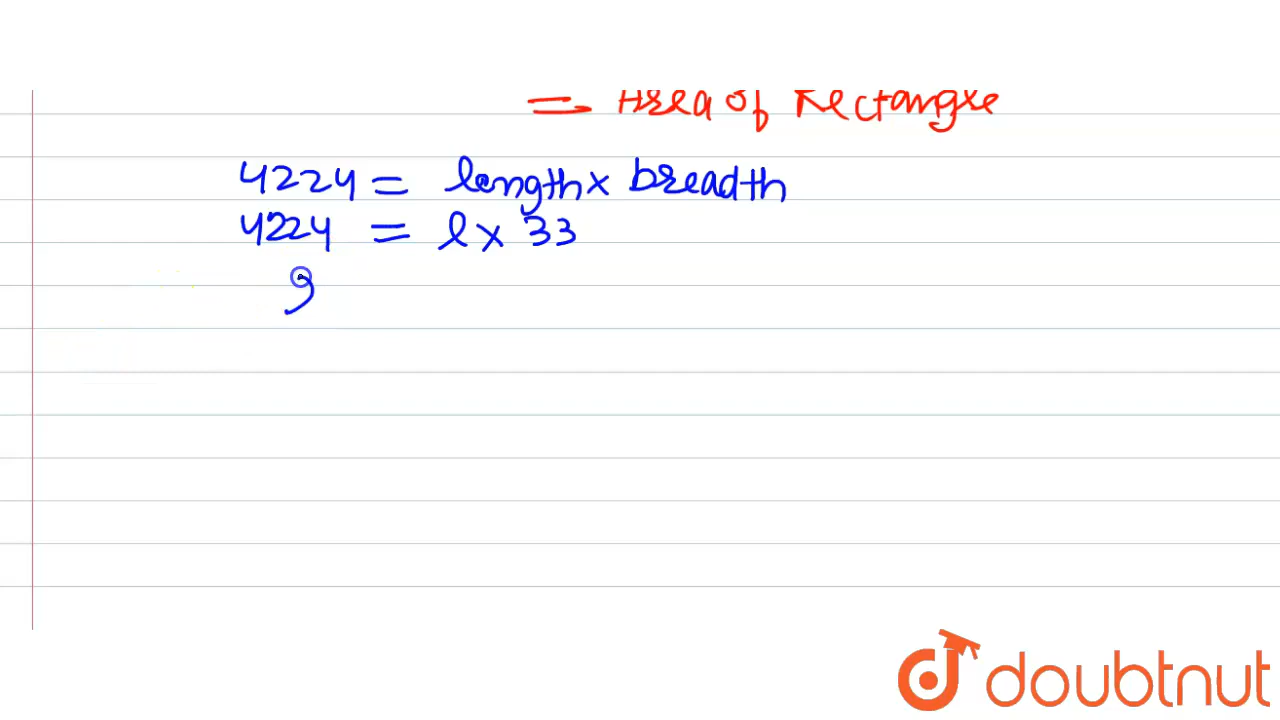 ⇒ Area of Rectangle
4224 = length × breadth
4224 = l × 33
doubtnut